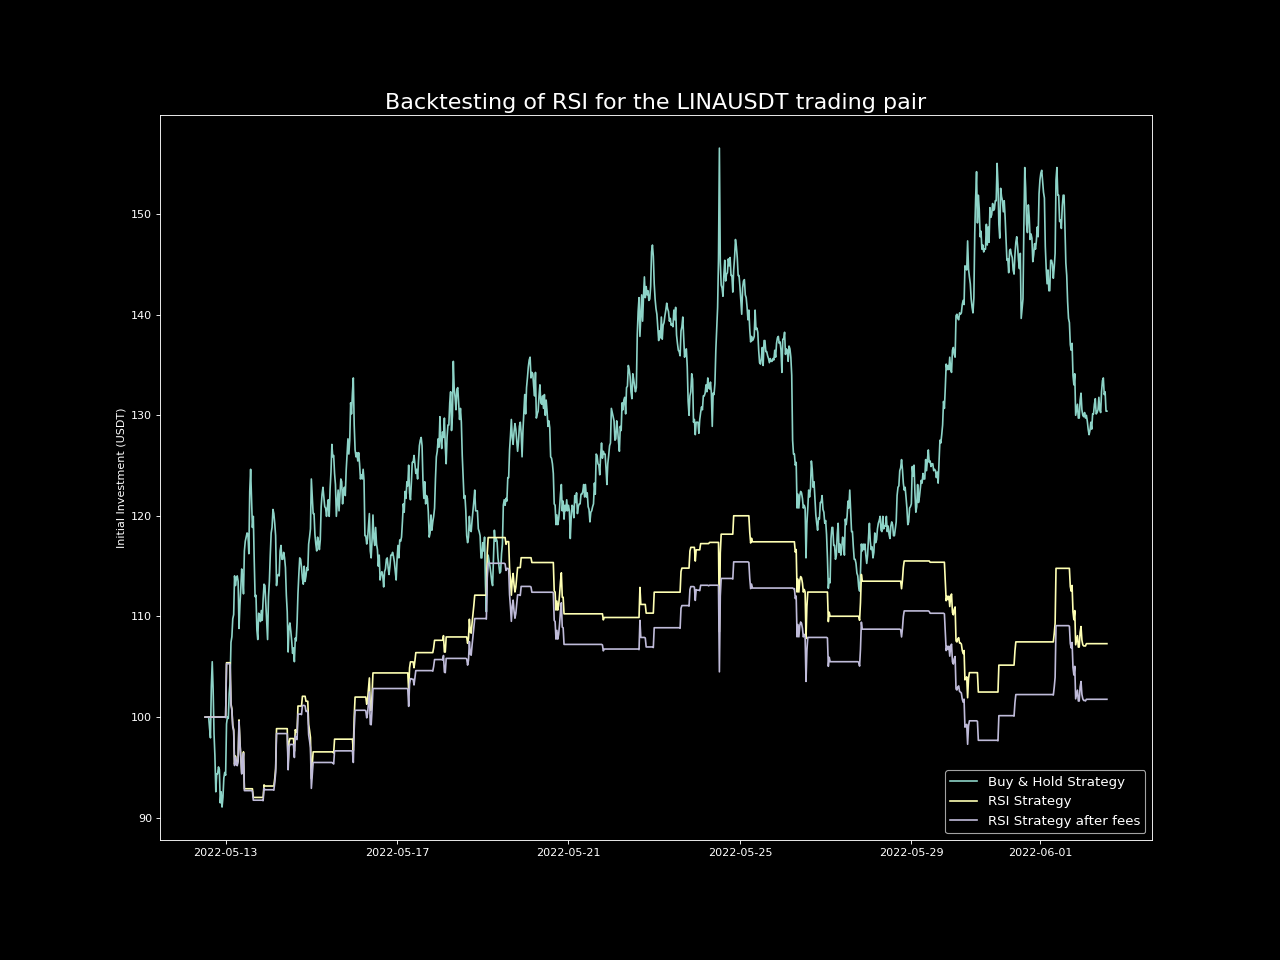 Backtesting of RSI for the LINAUSDT trading pair
Initial Investment (USDT)
150
140
130
120
110
100
90
2022-05-13
2022-05-17
2022-05-21
2022-05-25
2022-05-29
2022-06-01
Buy & Hold Strategy
RSI Strategy
RSI Strategy after fees